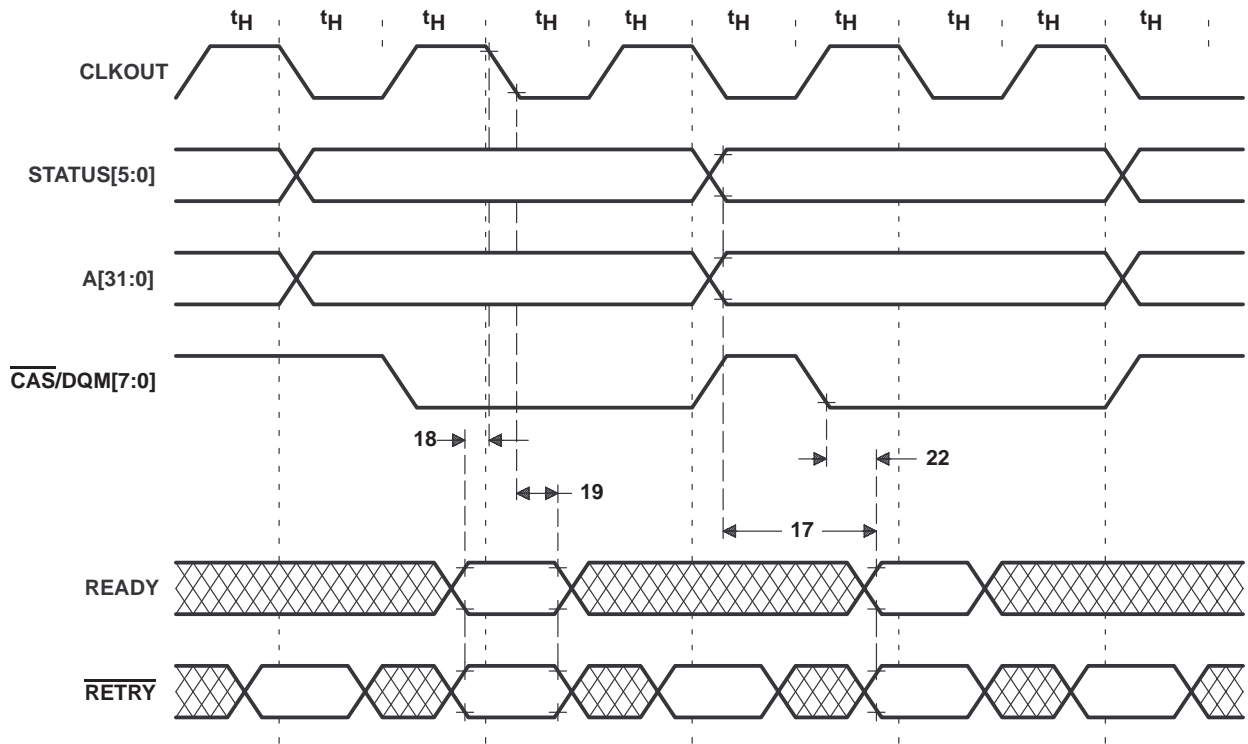 tH tH tH tH tH tH tH tH tH tH
CLKOUT
STATUS[5:0]
A[31:0]
CAS/DQM[7:0]
18
22
19
17
READY
RETRY